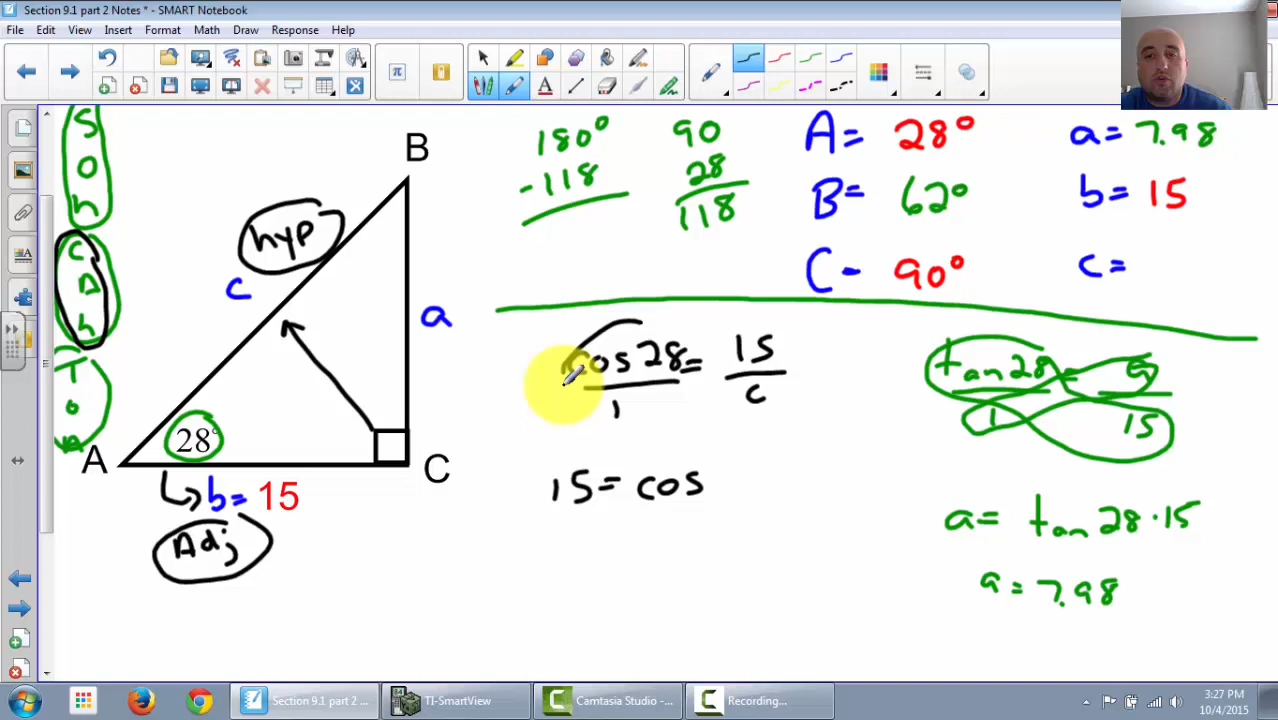 Section 9.1 part 2 Notes * - SMART Notebook
File Edit View Insert Format Math Draw Response Help
π
A
S
o
h
C
A
h
T
o
A
B
hyp
c
a
28°
A
C
b = 15
Adj
180°
-118
90
28
118
A = 28°
B = 62°
C = 90°
a = 7.98
b = 15
c =
cos 28 = 15
1 c
15 = cos
tan 28 = a
1 15
a = tan 28 · 15
a = 7.98
Section 9.1 part 2 ...
TI-SmartView
Camtasia Studio - ...
Recording...
3:27 PM
10/4/2015